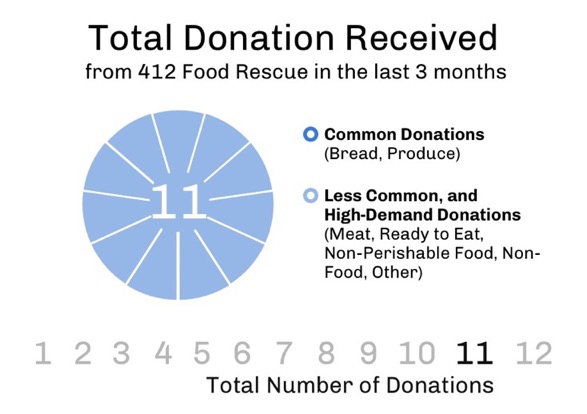 Total Donation Received
from 412 Food Rescue in the last 3 months
11
Common Donations
(Bread, Produce)
Less Common, and
High-Demand Donations
(Meat, Ready to Eat,
Non-Perishable Food, Non-
Food, Other)
1 2 3 4 5 6 7 8 9 10 11 12
Total Number of Donations